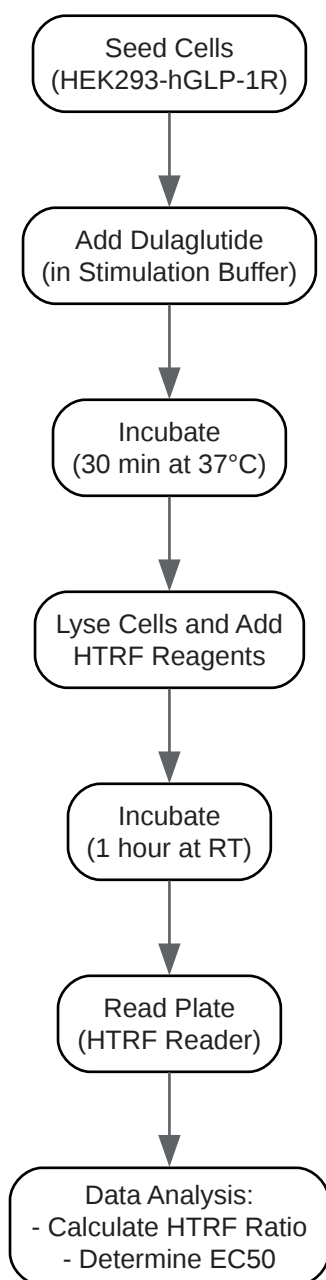 Seed Cells
(HEK293-hGLP-1R)
Add Dulaglutide
(in Stimulation Buffer)
Incubate
(30 min at 37°C)
Lyse Cells and Add
HTRF Reagents
Incubate
(1 hour at RT)
Read Plate
(HTRF Reader)
Data Analysis:
- Calculate HTRF Ratio
- Determine EC50